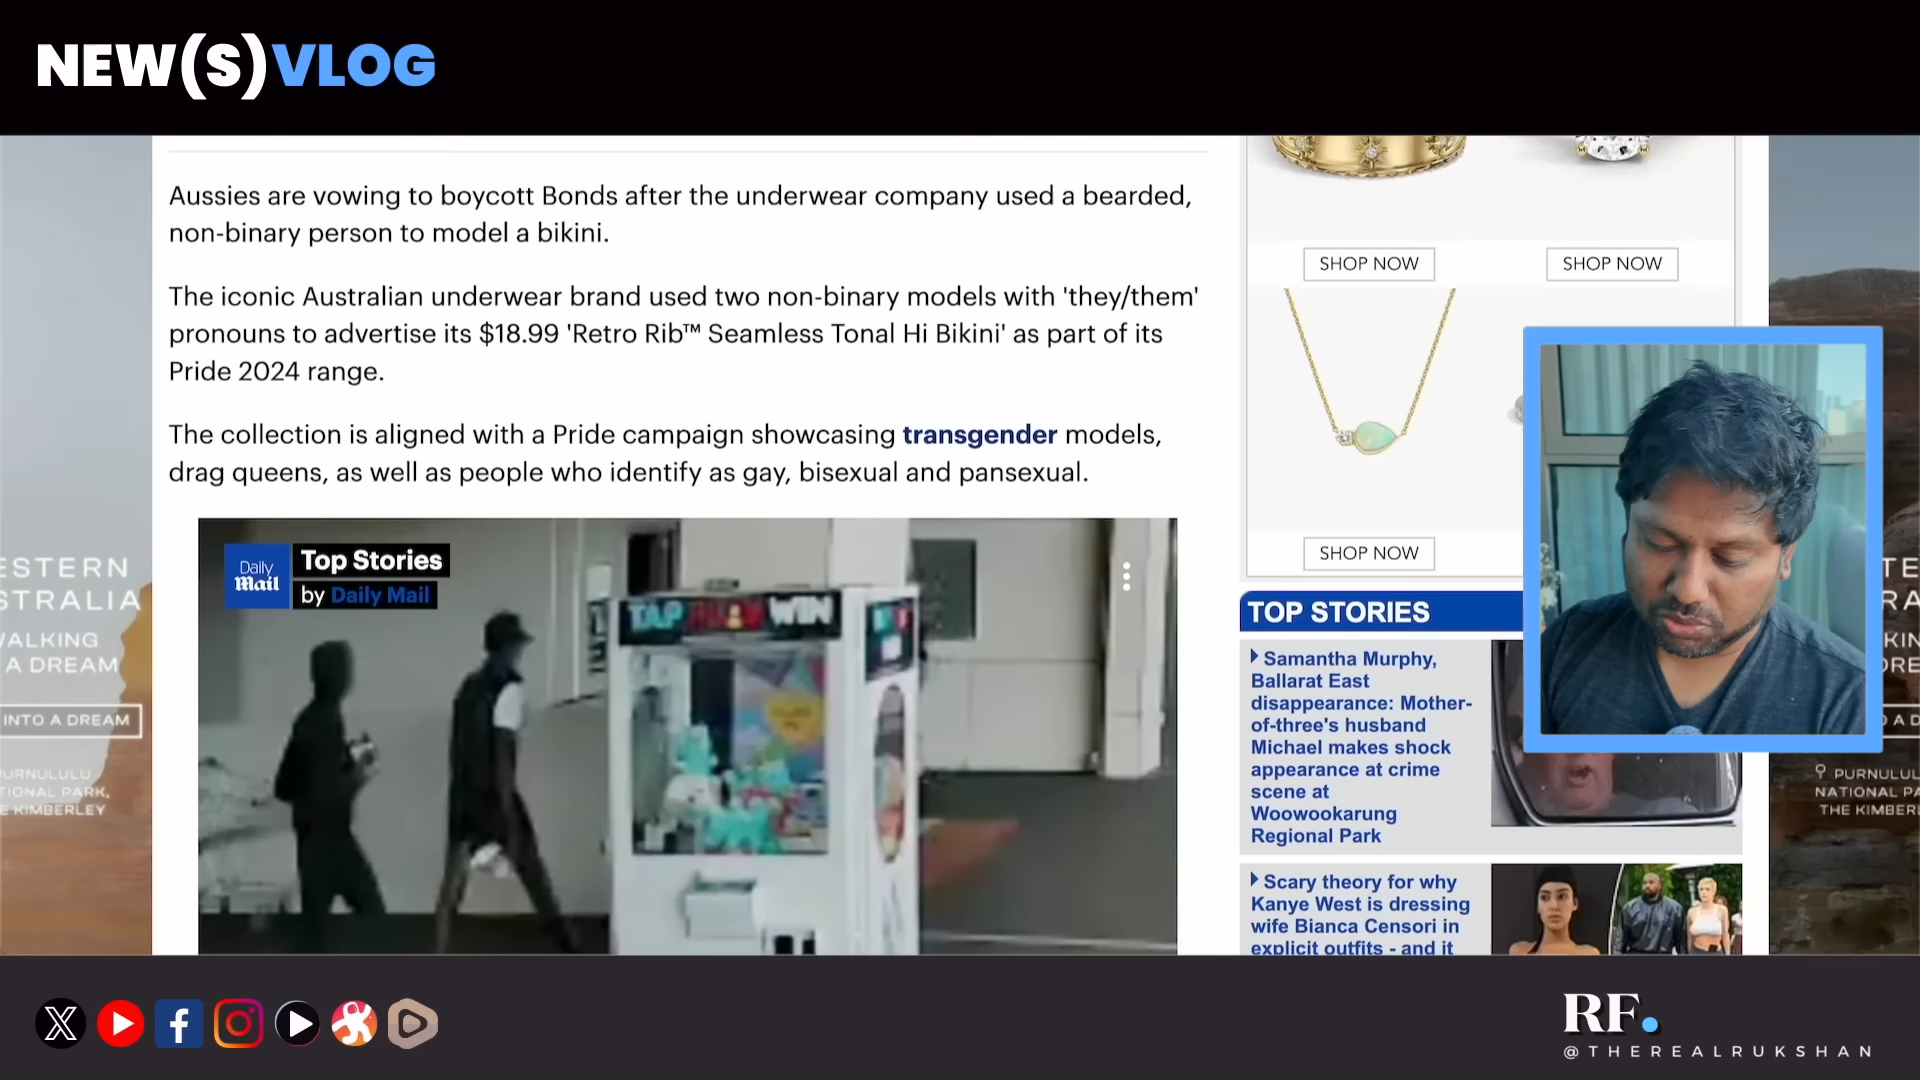 NEW(S)VLOG
Aussies are vowing to boycott Bonds after the underwear company used a bearded,
non-binary person to model a bikini.
The iconic Australian underwear brand used two non-binary models with 'they/them'
pronouns to advertise its $18.99 'Retro Rib™ Seamless Tonal Hi Bikini' as part of its
Pride 2024 range.
The collection is aligned with a Pride campaign showcasing transgender models,
drag queens, as well as people who identify as gay, bisexual and pansexual.
Daily
Mail
Top Stories
by Daily Mail
TAP WIN
SHOP NOW
SHOP NOW
SHOP NOW
TOP STORIES
Samantha Murphy,
Ballarat East
disappearance: Mother-
of-three's husband
Michael makes shock
appearance at crime
scene at
Woowookarung
Regional Park
Scary theory for why
Kanye West is dressing
wife Bianca Censori in
explicit outfits - and it
ESTERN
STRALIA
WALKING
A DREAM
INTO A DREAM
PURNULULU
TIONAL PARK,
E KIMBERLEY
PURNULUL
NATIONAL PA
THE KIMBERL
RF.
@THEREALRUKSHAN